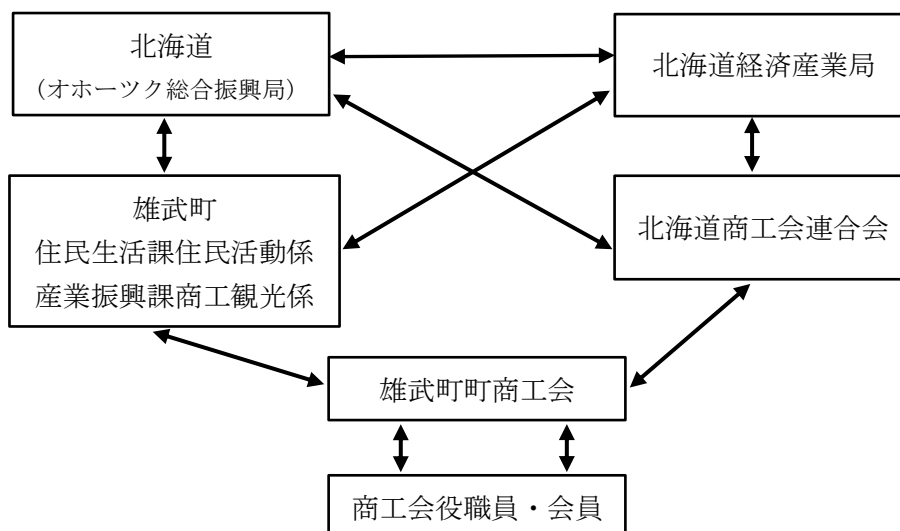 北海道
（オホーツク総合振興局）
北海道経済産業局
雄武町
住民生活課住民活動係
産業振興課商工観光係
北海道商工会連合会
雄武町町商工会
商工会役職員・会員